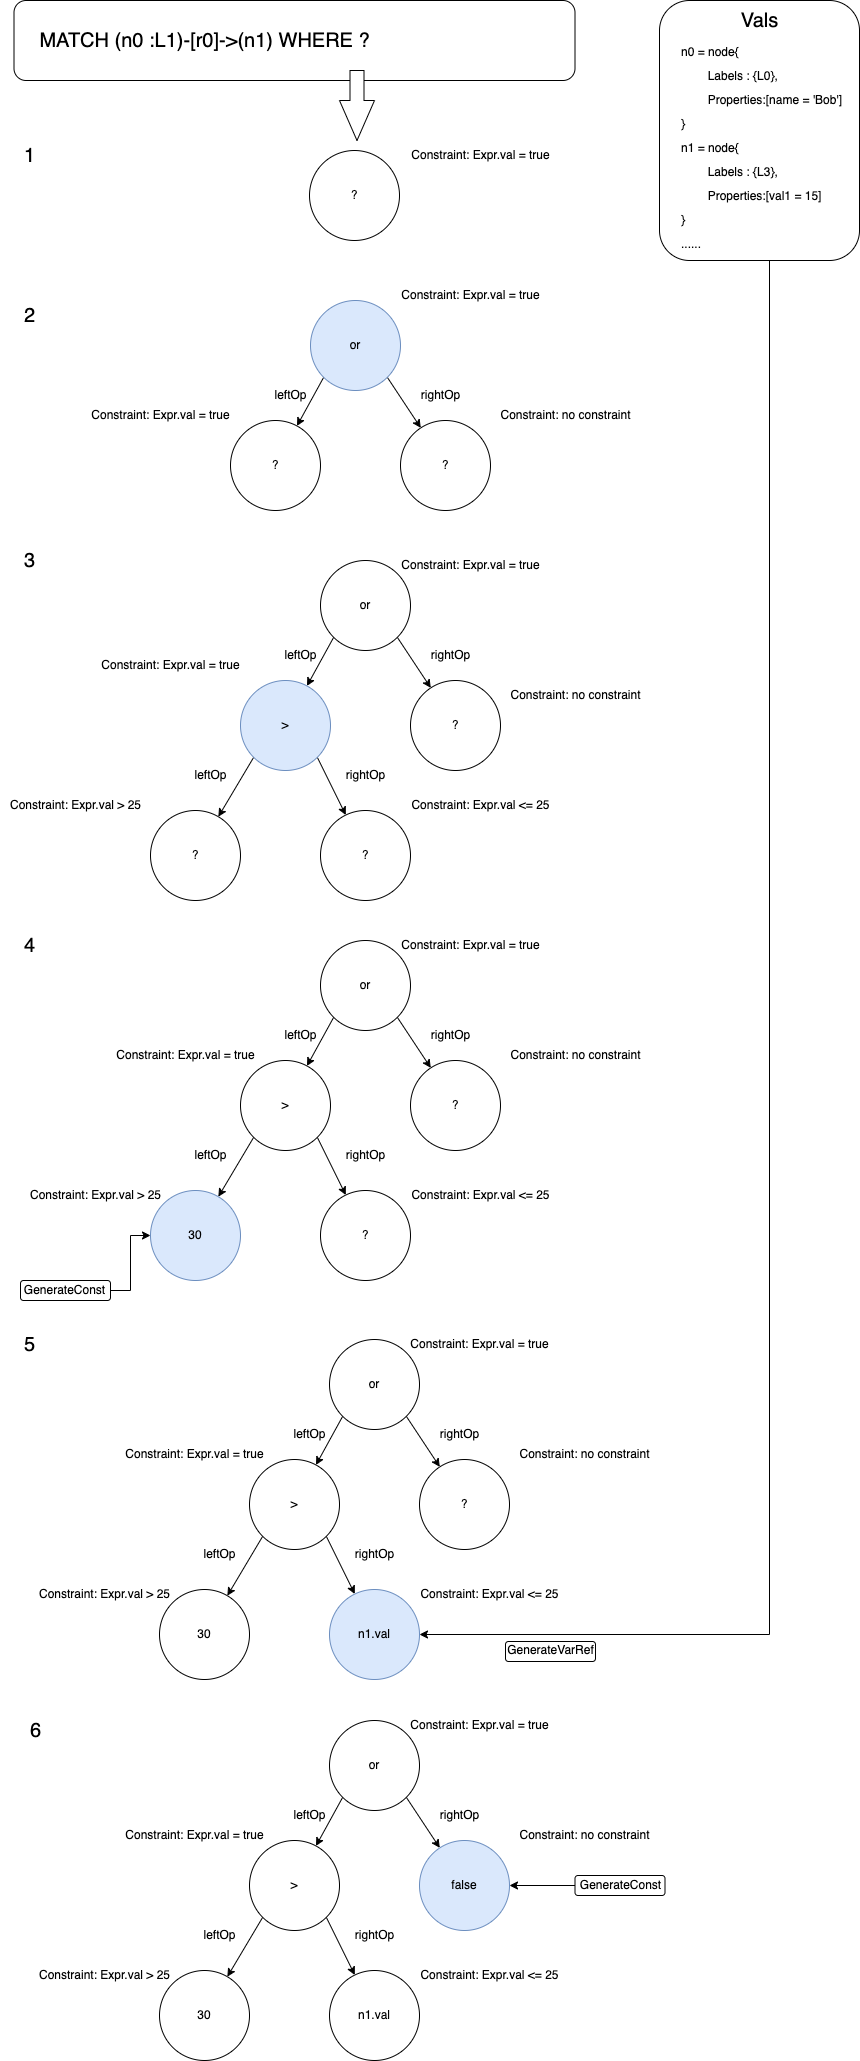 MATCH (n0 :L1)-[r0]->(n1) WHERE ?
Vals
n0 = node{
Labels : {L0},
Properties:[name = 'Bob']
}
n1 = node{
Labels : {L3},
Properties:[val1 = 15]
}
......
1
Constraint: Expr.val = true
?
2
Constraint: Expr.val = true
or
leftOp
rightOp
Constraint: Expr.val = true
Constraint: no constraint
?
?
3
Constraint: Expr.val = true
or
leftOp
rightOp
Constraint: Expr.val = true
Constraint: no constraint
>
?
leftOp
rightOp
Constraint: Expr.val > 25
Constraint: Expr.val <= 25
?
?
4
Constraint: Expr.val = true
or
leftOp
rightOp
Constraint: Expr.val = true
Constraint: no constraint
>
?
leftOp
rightOp
Constraint: Expr.val > 25
Constraint: Expr.val <= 25
30
?
GenerateConst
5
Constraint: Expr.val = true
or
leftOp
rightOp
Constraint: Expr.val = true
Constraint: no constraint
>
?
leftOp
rightOp
Constraint: Expr.val > 25
Constraint: Expr.val <= 25
30
n1.val
GenerateVarRef
6
Constraint: Expr.val = true
or
leftOp
rightOp
Constraint: Expr.val = true
Constraint: no constraint
>
false
GenerateConst
leftOp
rightOp
Constraint: Expr.val > 25
Constraint: Expr.val <= 25
30
n1.val